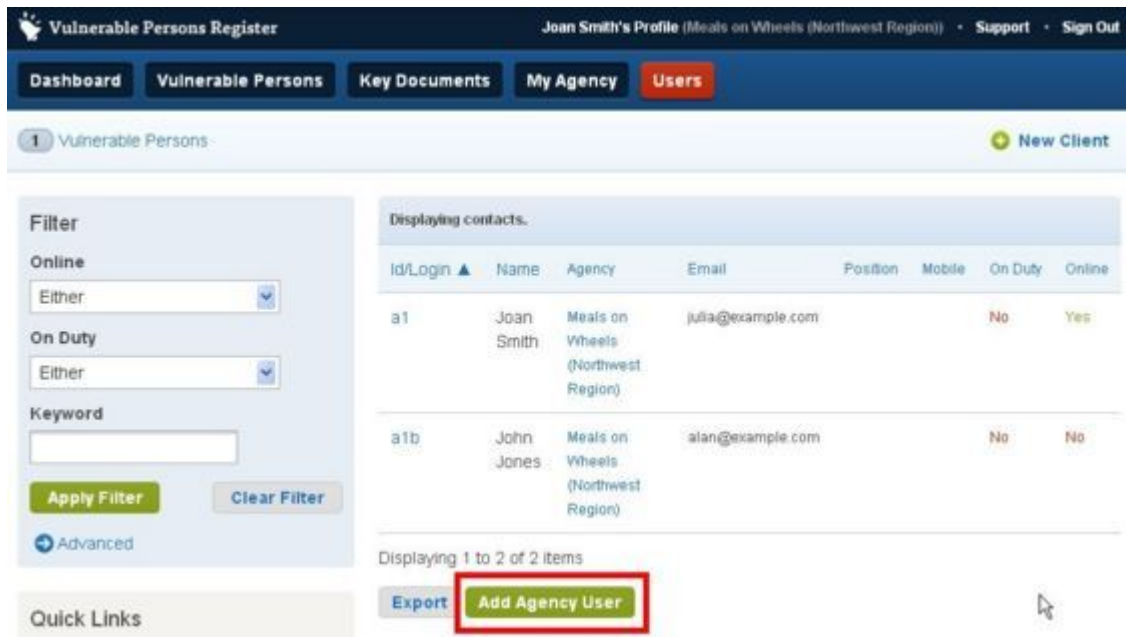 Vulnerable Persons Register
Joan Smith's Profile (Meals on Wheels (Northwest Region)) • Support • Sign Out
Dashboard Vulnerable Persons Key Documents My Agency Users
1 Vulnerable Persons
New Client
Filter
Online
Either
On Duty
Either
Keyword
Apply Filter Clear Filter
Advanced
Quick Links
Displaying contacts.
Id/Login ▲ Name Agency Email Position Mobile On Duty Online
a1 Joan Meals on julia@example.com No Yes
Smith Wheels
(Northwest
Region)
a1b John Meals on alan@example.com No No
Jones Wheels
(Northwest
Region)
Displaying 1 to 2 of 2 items
Export Add Agency User